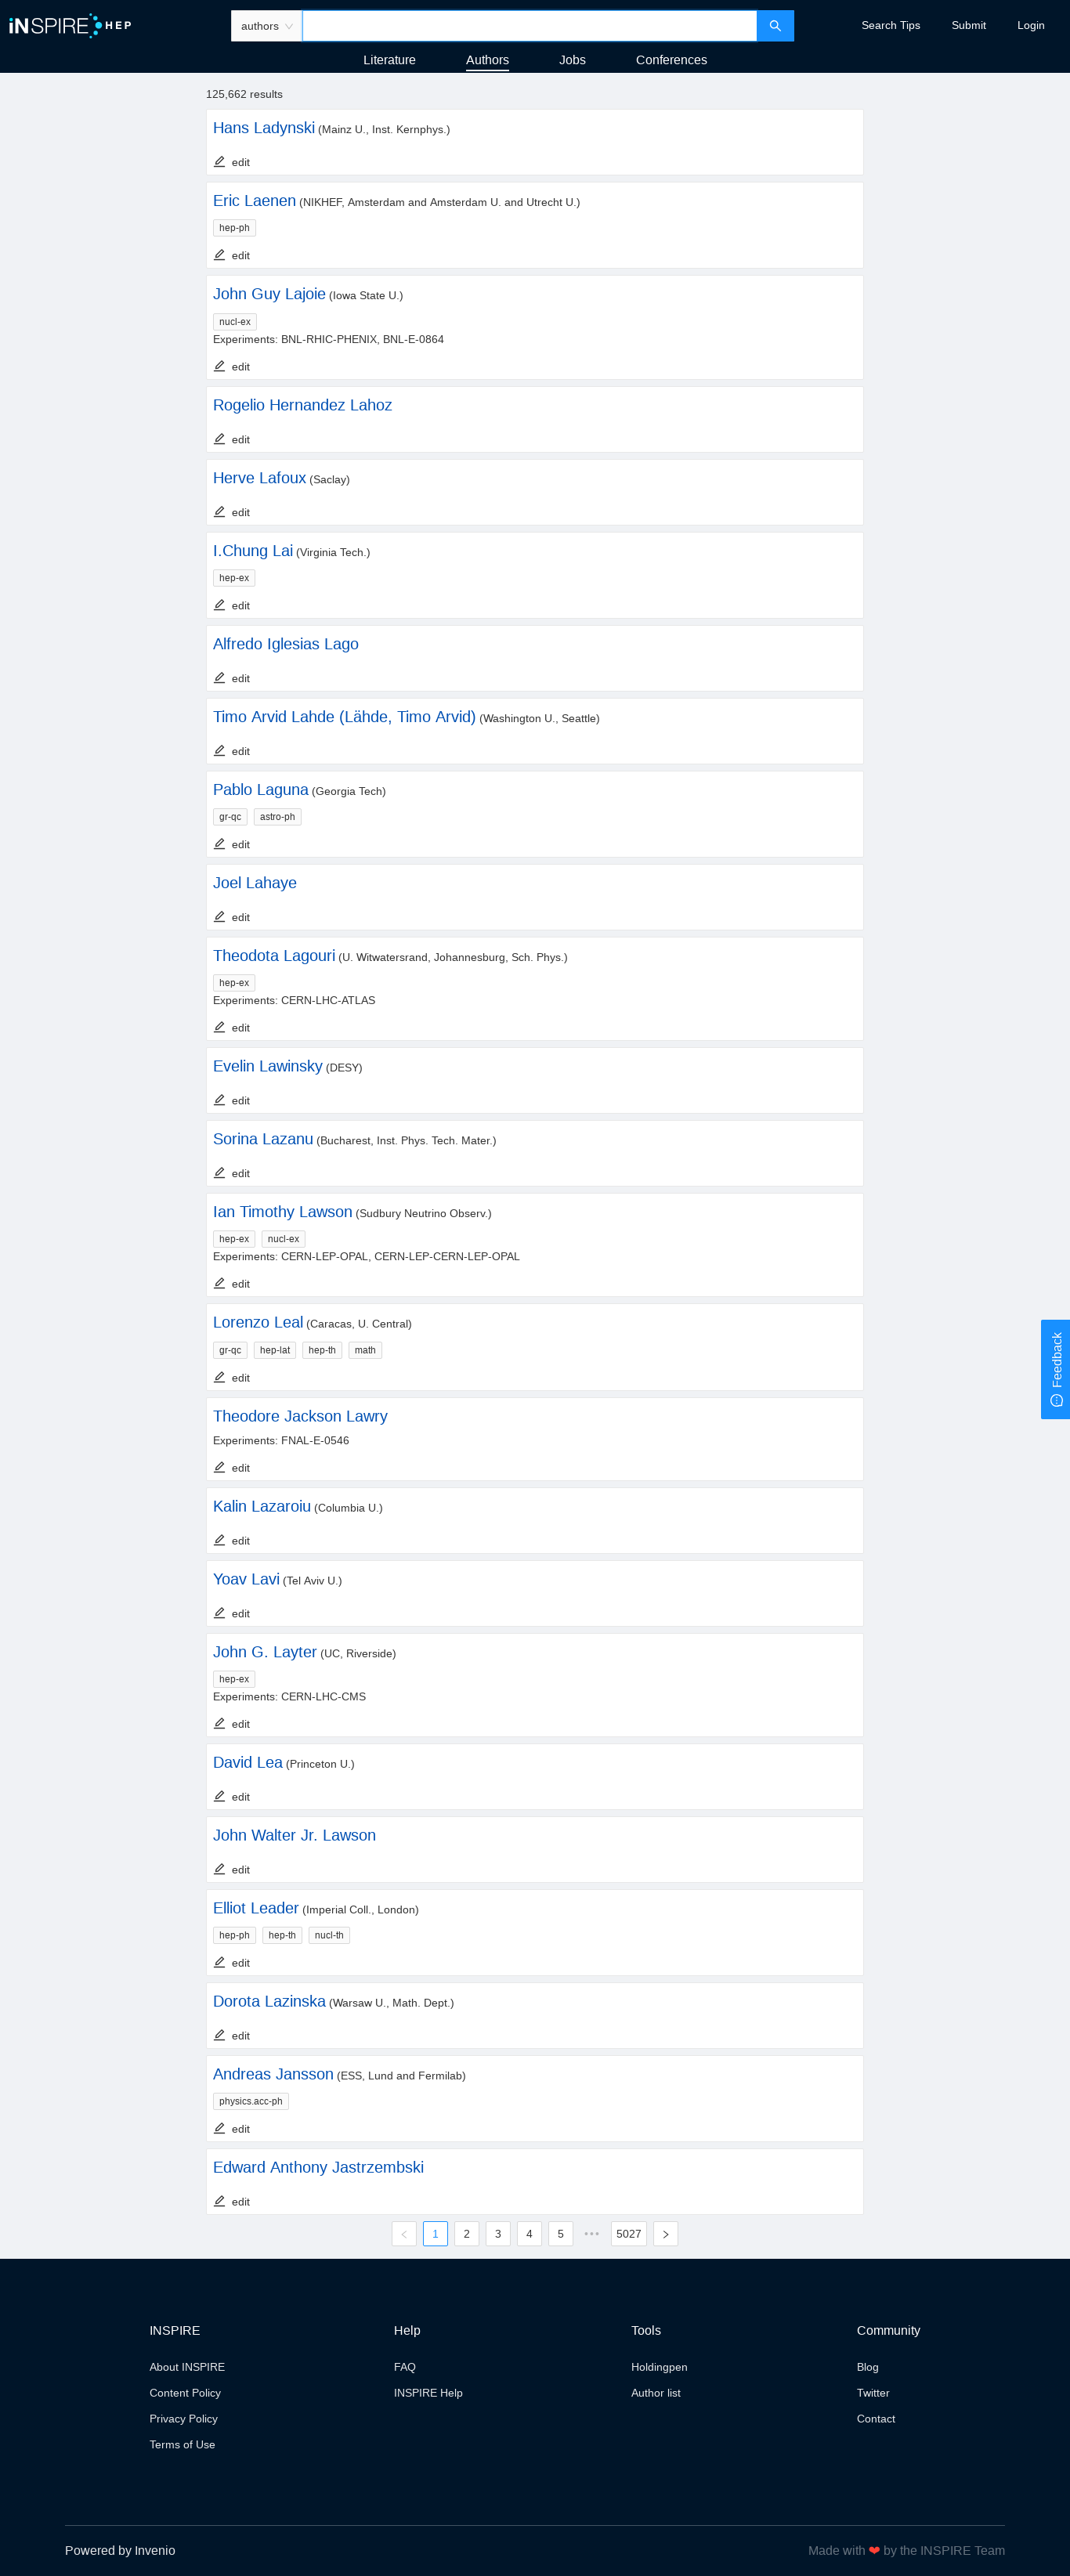 INSPIRE HEP
authors
Search Tips Submit Login
Literature Authors Jobs Conferences
125,662 results
Hans Ladynski (Mainz U., Inst. Kernphys.)
edit
Eric Laenen (NIKHEF, Amsterdam and Amsterdam U. and Utrecht U.)
hep-ph
edit
John Guy Lajoie (Iowa State U.)
nucl-ex
Experiments: BNL-RHIC-PHENIX, BNL-E-0864
edit
Rogelio Hernandez Lahoz
edit
Herve Lafoux (Saclay)
edit
I.Chung Lai (Virginia Tech.)
hep-ex
edit
Alfredo Iglesias Lago
edit
Timo Arvid Lahde (Lähde, Timo Arvid) (Washington U., Seattle)
edit
Pablo Laguna (Georgia Tech)
gr-qc astro-ph
edit
Joel Lahaye
edit
Theodota Lagouri (U. Witwatersrand, Johannesburg, Sch. Phys.)
hep-ex
Experiments: CERN-LHC-ATLAS
edit
Evelin Lawinsky (DESY)
edit
Sorina Lazanu (Bucharest, Inst. Phys. Tech. Mater.)
edit
Ian Timothy Lawson (Sudbury Neutrino Observ.)
hep-ex nucl-ex
Experiments: CERN-LEP-OPAL, CERN-LEP-CERN-LEP-OPAL
edit
Lorenzo Leal (Caracas, U. Central)
gr-qc hep-lat hep-th math
edit
Feedback
Theodore Jackson Lawry
Experiments: FNAL-E-0546
edit
Kalin Lazaroiu (Columbia U.)
edit
Yoav Lavi (Tel Aviv U.)
edit
John G. Layter (UC, Riverside)
hep-ex
Experiments: CERN-LHC-CMS
edit
David Lea (Princeton U.)
edit
John Walter Jr. Lawson
edit
Elliot Leader (Imperial Coll., London)
hep-ph hep-th nucl-th
edit
Dorota Lazinska (Warsaw U., Math. Dept.)
edit
Andreas Jansson (ESS, Lund and Fermilab)
physics.acc-ph
edit
Edward Anthony Jastrzembski
edit
1 2 3 4 5 ••• 5027
INSPIRE Help Tools Community
About INSPIRE FAQ Holdingpen Blog
Content Policy INSPIRE Help Author list Twitter
Privacy Policy Contact
Terms of Use
Powered by Invenio Made with ❤ by the INSPIRE Team